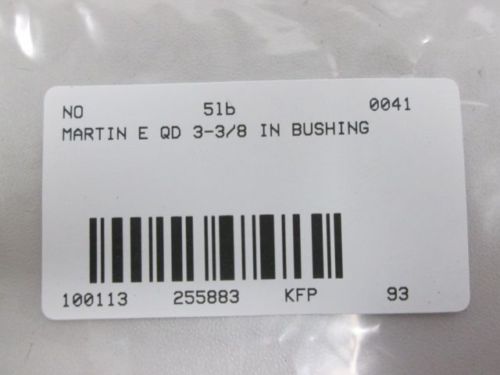 NO 51b 0041
MARTIN E QD 3-3/8 IN BUSHING
100113 255883 KFP 93